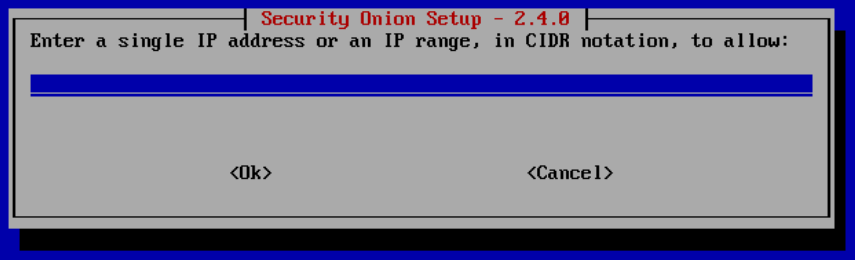 Security Onion Setup - 2.4.0
Enter a single IP address or an IP range, in CIDR notation, to allow:
<Ok> <Cancel>